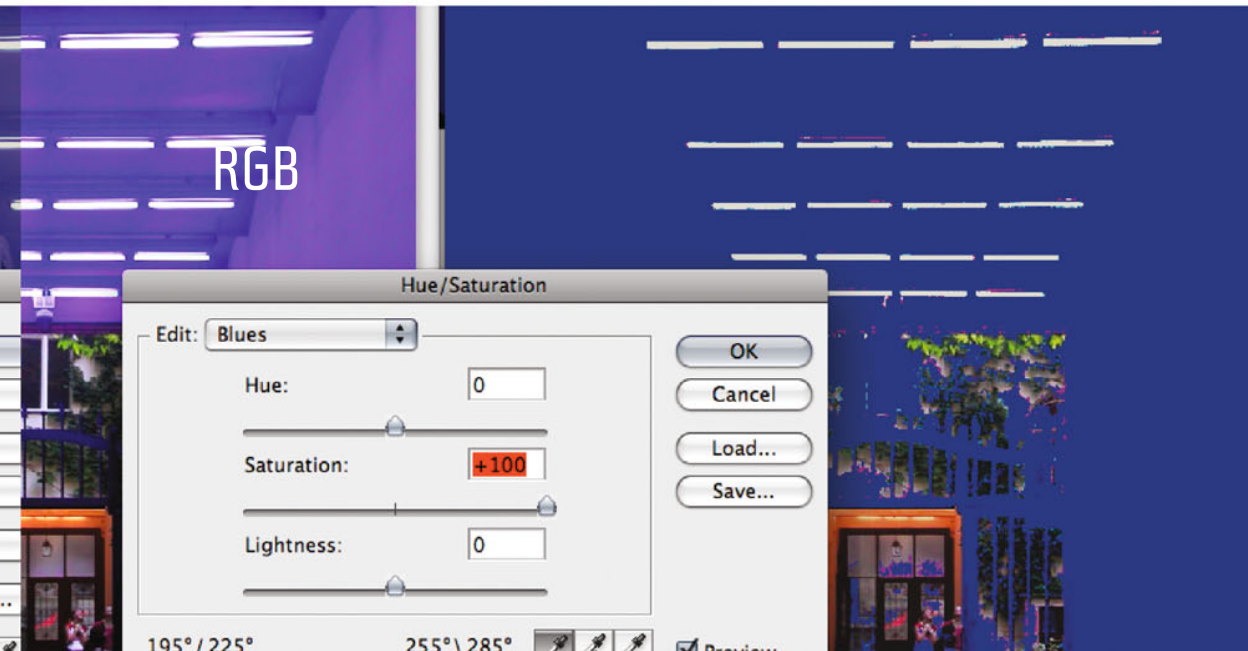 RGB
Hue/Saturation
Edit: Blues
OK
Hue: 0
Cancel
Load...
Saturation: +100
Save...
Lightness: 0
195°/225° 255°\285°
Preview